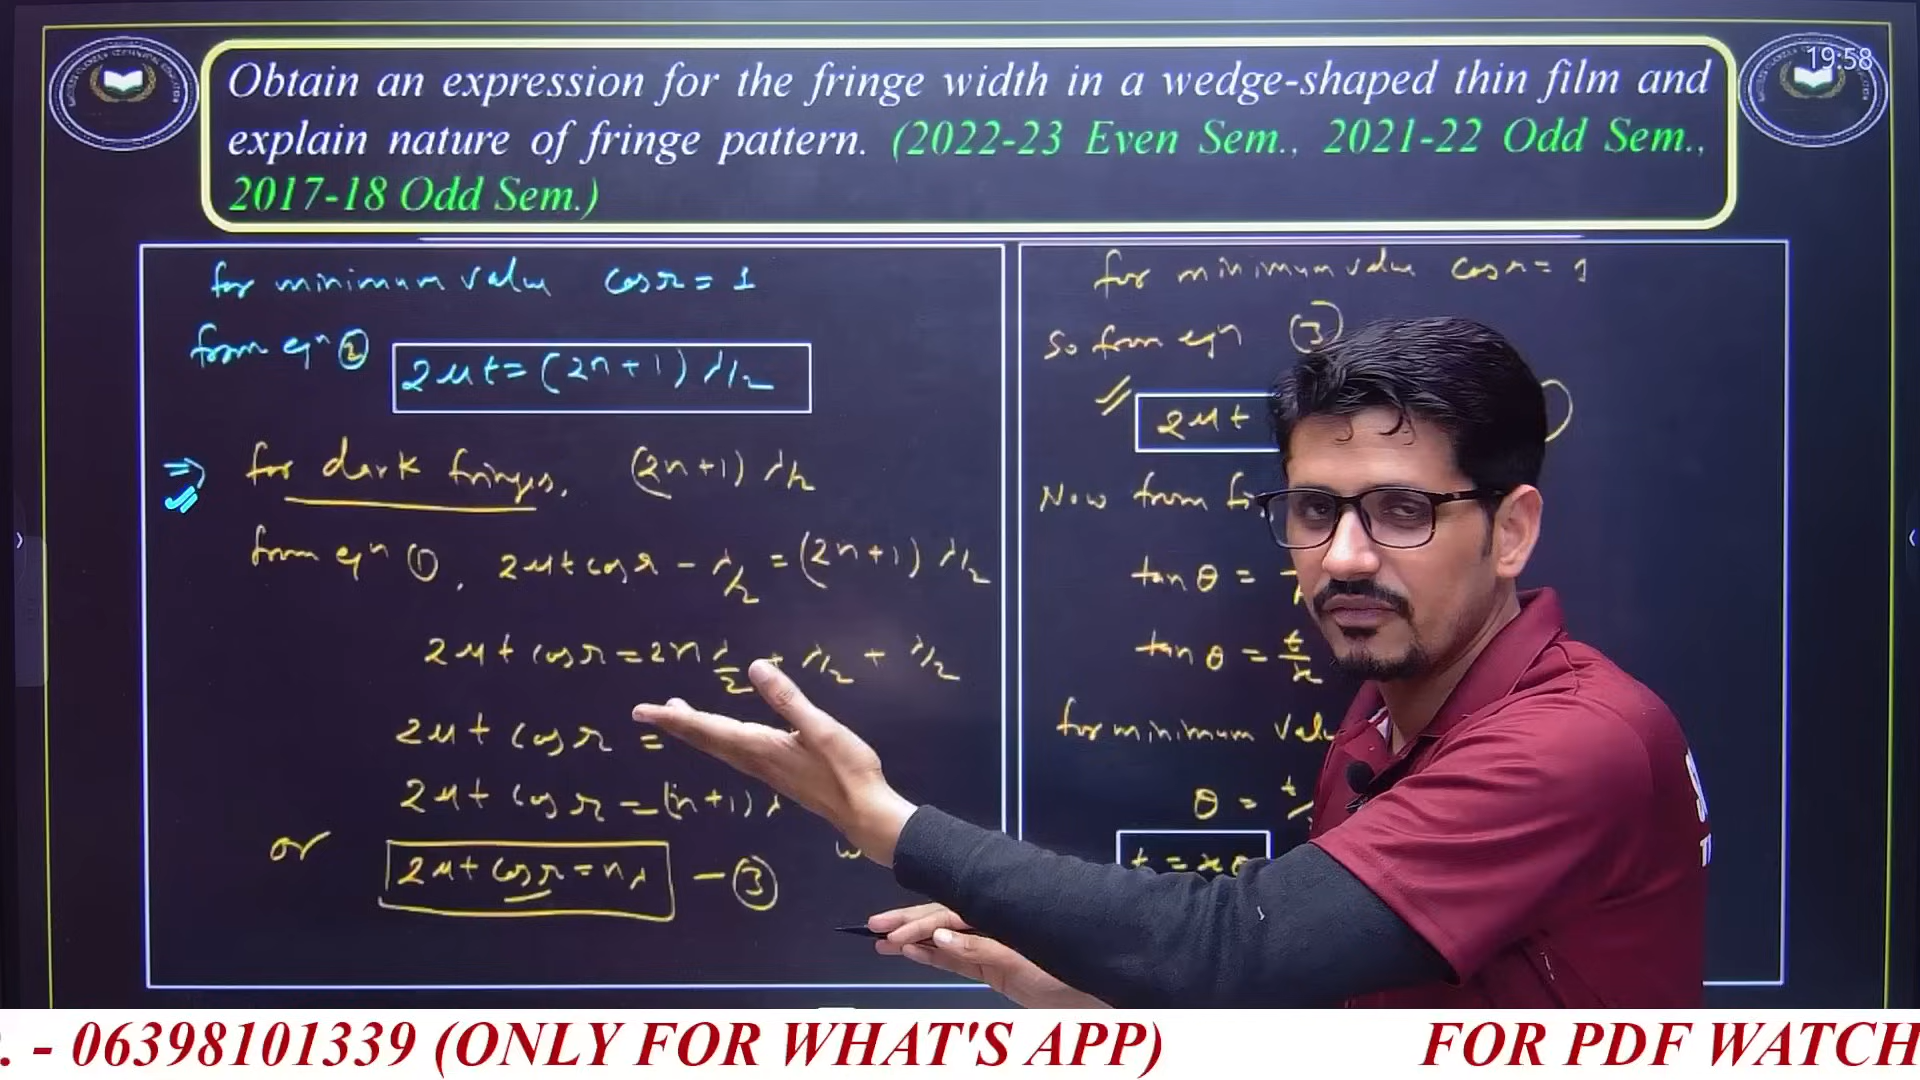 19:58
Obtain an expression for the fringe width in a wedge-shaped thin film and
explain nature of fringe pattern. (2022-23 Even Sem., 2021-22 Odd Sem.,
2017-18 Odd Sem.)
for minimum value cos r = 1
from eqⁿ ②
2μt = (2n+1) λ/2
⇒ for dark fringes, (2n+1) λ/2
from eqⁿ ①, 2μt cos r - λ/2 = (2n+1) λ/2
2μt cos r = 2n λ/2 + λ/2 + λ/2
2μt cos r =
2μt cos r = (n+1) λ
or 2μt cos r = nλ - ③
for minimum value cos r = 1
So from eqⁿ ③
2μt
Now from
tan θ =
tan θ = t/x
for minimum
θ = t/
t = xθ
. - 06398101339 (ONLY FOR WHAT'S APP) FOR PDF WATCH